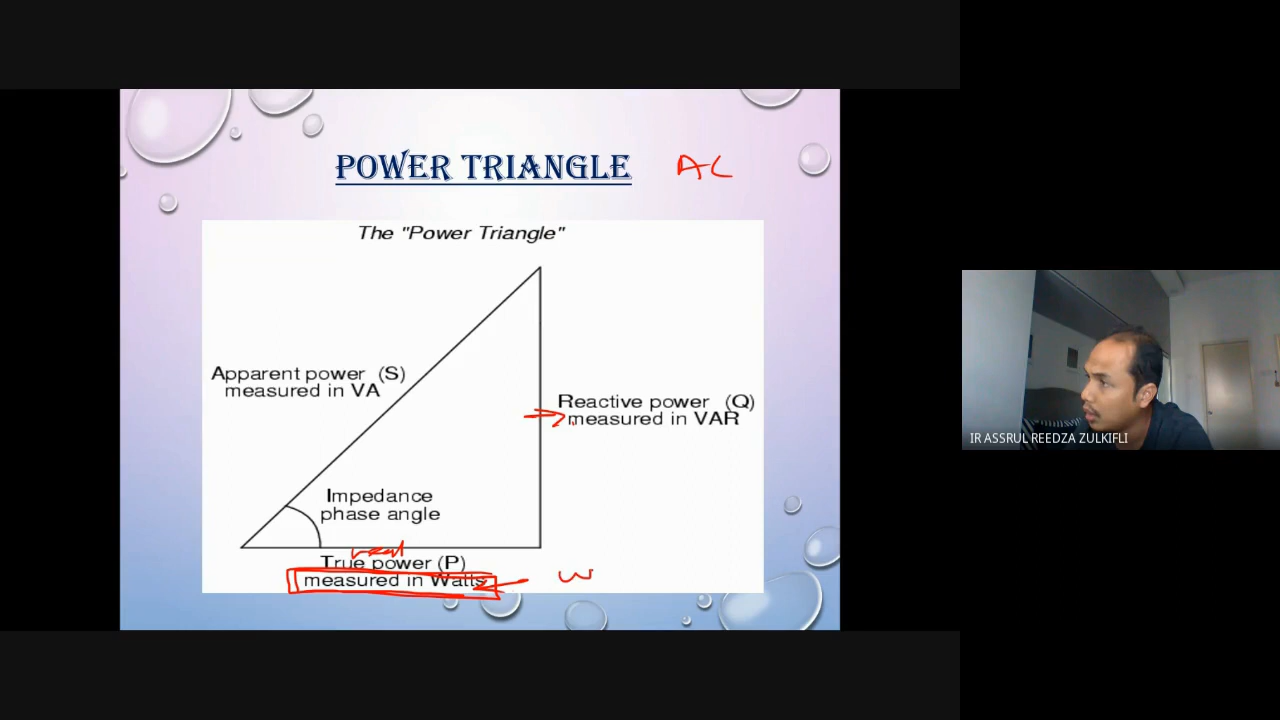 POWER TRIANGLE AC
The "Power Triangle"
Apparent power (S)
measured in VA
Reactive power (Q)
measured in VAR
Impedance
phase angle
real
True power (P)
measured in Watts
W
IR ASSRUL REEDZA ZULKIFLI